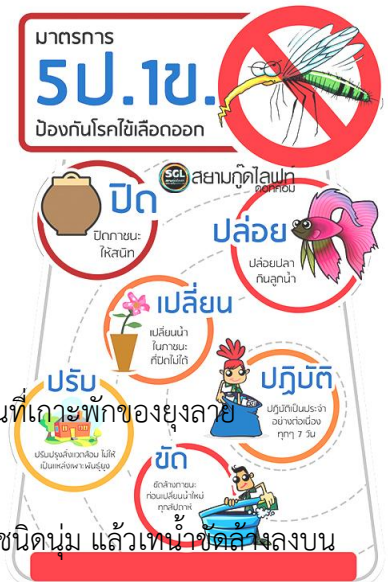 มาตรการ
5ป.1ข.
ป้องกันโรคไข้เลือดออก
SGL สยามกู๊ดไลฟท์
ดอทคอม
ปิด
ปิดภาชนะ
ให้สนิท
ปล่อย
ปล่อยปลา
กินลูกน้ำ
เปลี่ยน
เปลี่ยนน้ำ
ในภาชนะ
ที่ปิดไม่ได้
ปรับ
ปรับปรุงสิ่งแวดล้อม ไม่ให้
เป็นแหล่งเพาะพันธุ์ยุง
ปฏิบัติ
ปฏิบัติเป็นประจำ
อย่างต่อเนื่อง
ทุกๆ 7 วัน
ที่เกาะพักของยุงลาย
ขัด
ขัดล้างภาชนะ
ก่อนเปลี่ยนน้ำใหม่
ทุกสัปดาห์
ชนิดนุ่ม แล้วเทน้ำขัดล้างลงบน